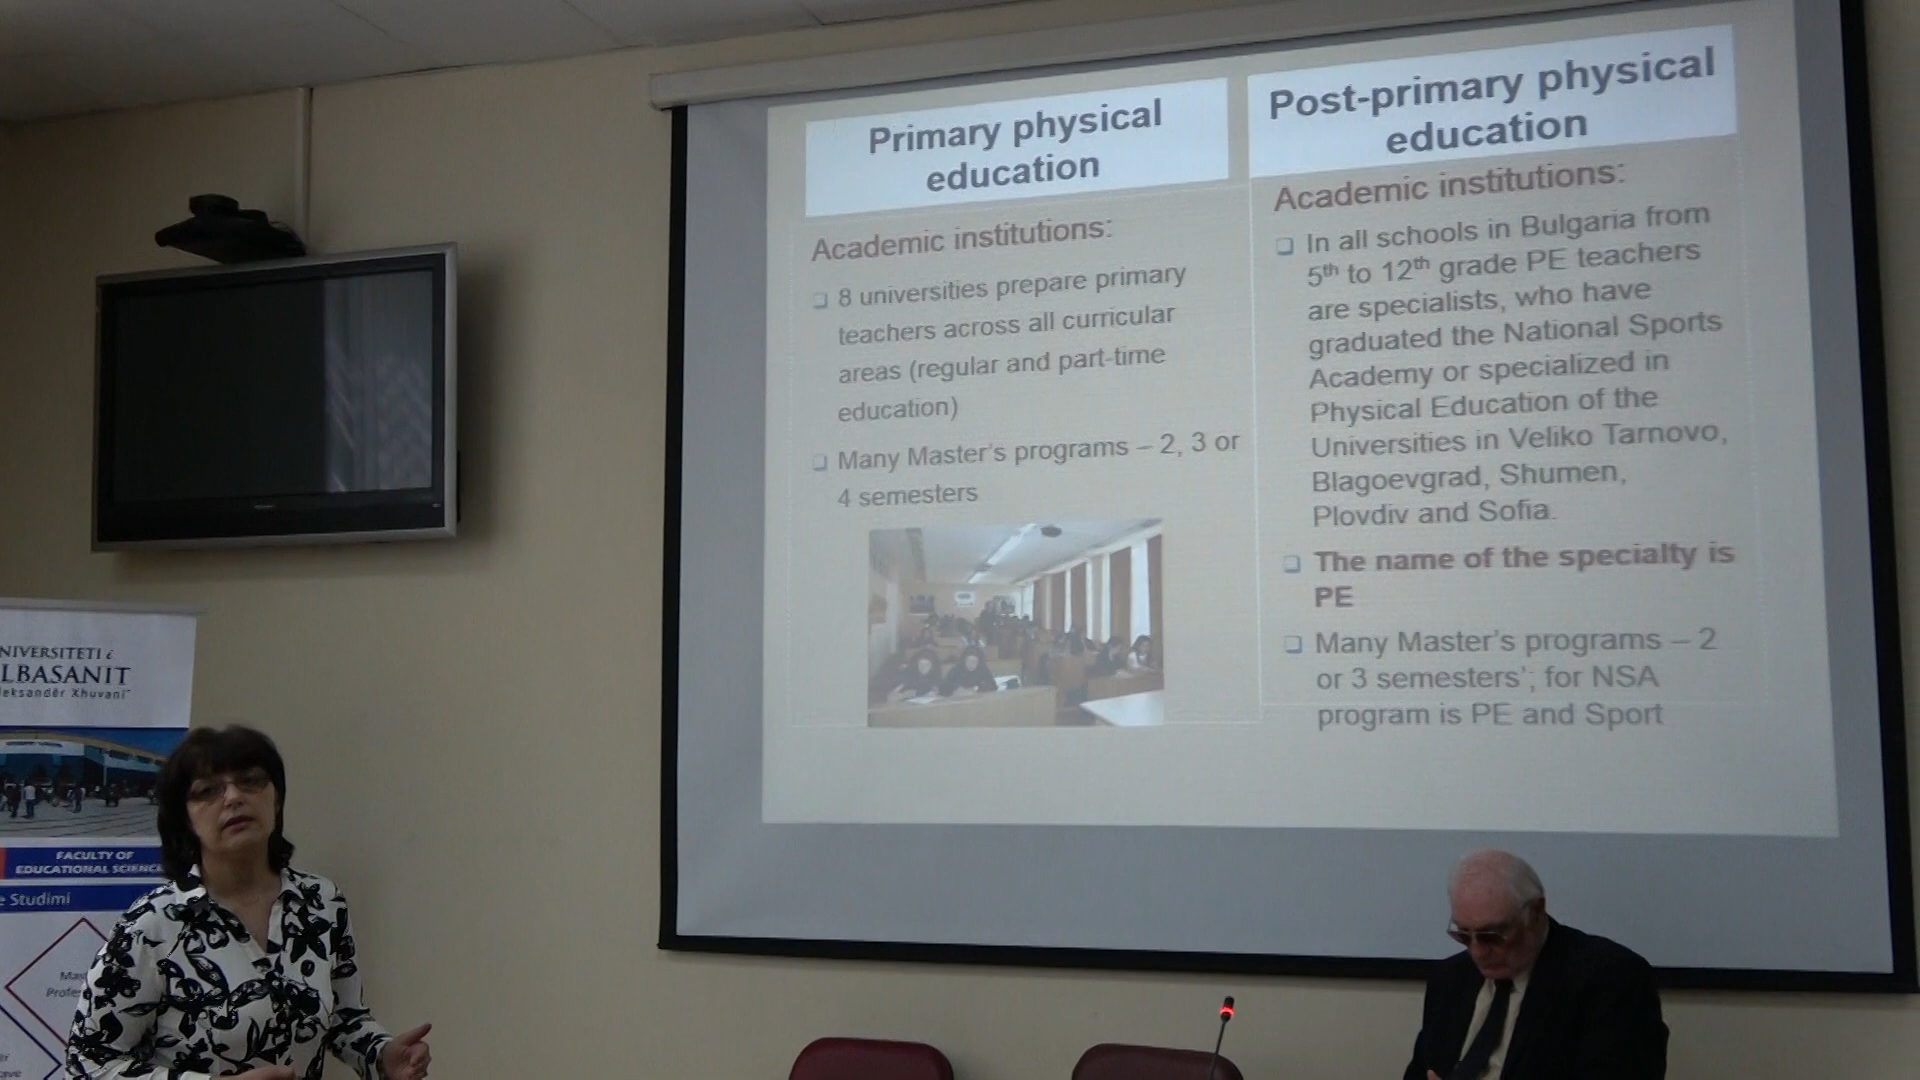 Primary physical
education
Academic institutions:
8 universities prepare primary
teachers across all curricular
areas (regular and part-time
education)
Many Master's programs – 2, 3 or
4 semesters
Post-primary physical
education
Academic institutions:
In all schools in Bulgaria from
5th to 12th grade PE teachers
are specialists, who have
graduated the National Sports
Academy or specialized in
Physical Education of the
Universities in Veliko Tarnovo,
Blagoevgrad, Shumen,
Plovdiv and Sofia.
The name of the specialty is
PE
Many Master's programs – 2
or 3 semesters'; for NSA
program is PE and Sport
NIVERSITETI i
LBASANIT
leksandër Xhuvani"
FACULTY OF
EDUCATIONAL SCIENC
e Studimi
Mas
Profes